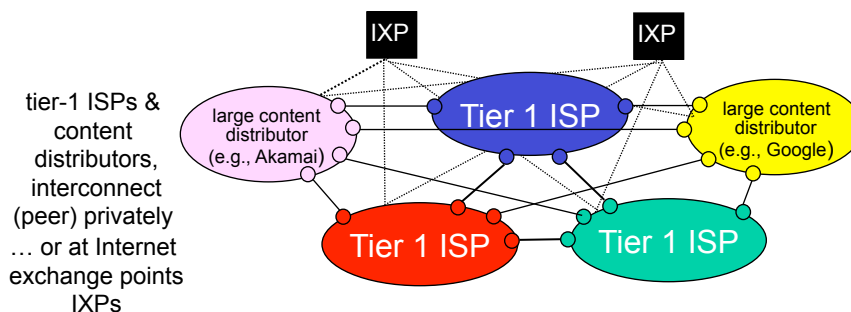 IXP
IXP
tier-1 ISPs &
content
distributors,
interconnect
(peer) privately
… or at Internet
exchange points
IXPs
large content
distributor
(e.g., Akamai)
Tier 1 ISP
large content
distributor
(e.g., Google)
Tier 1 ISP
Tier 1 ISP